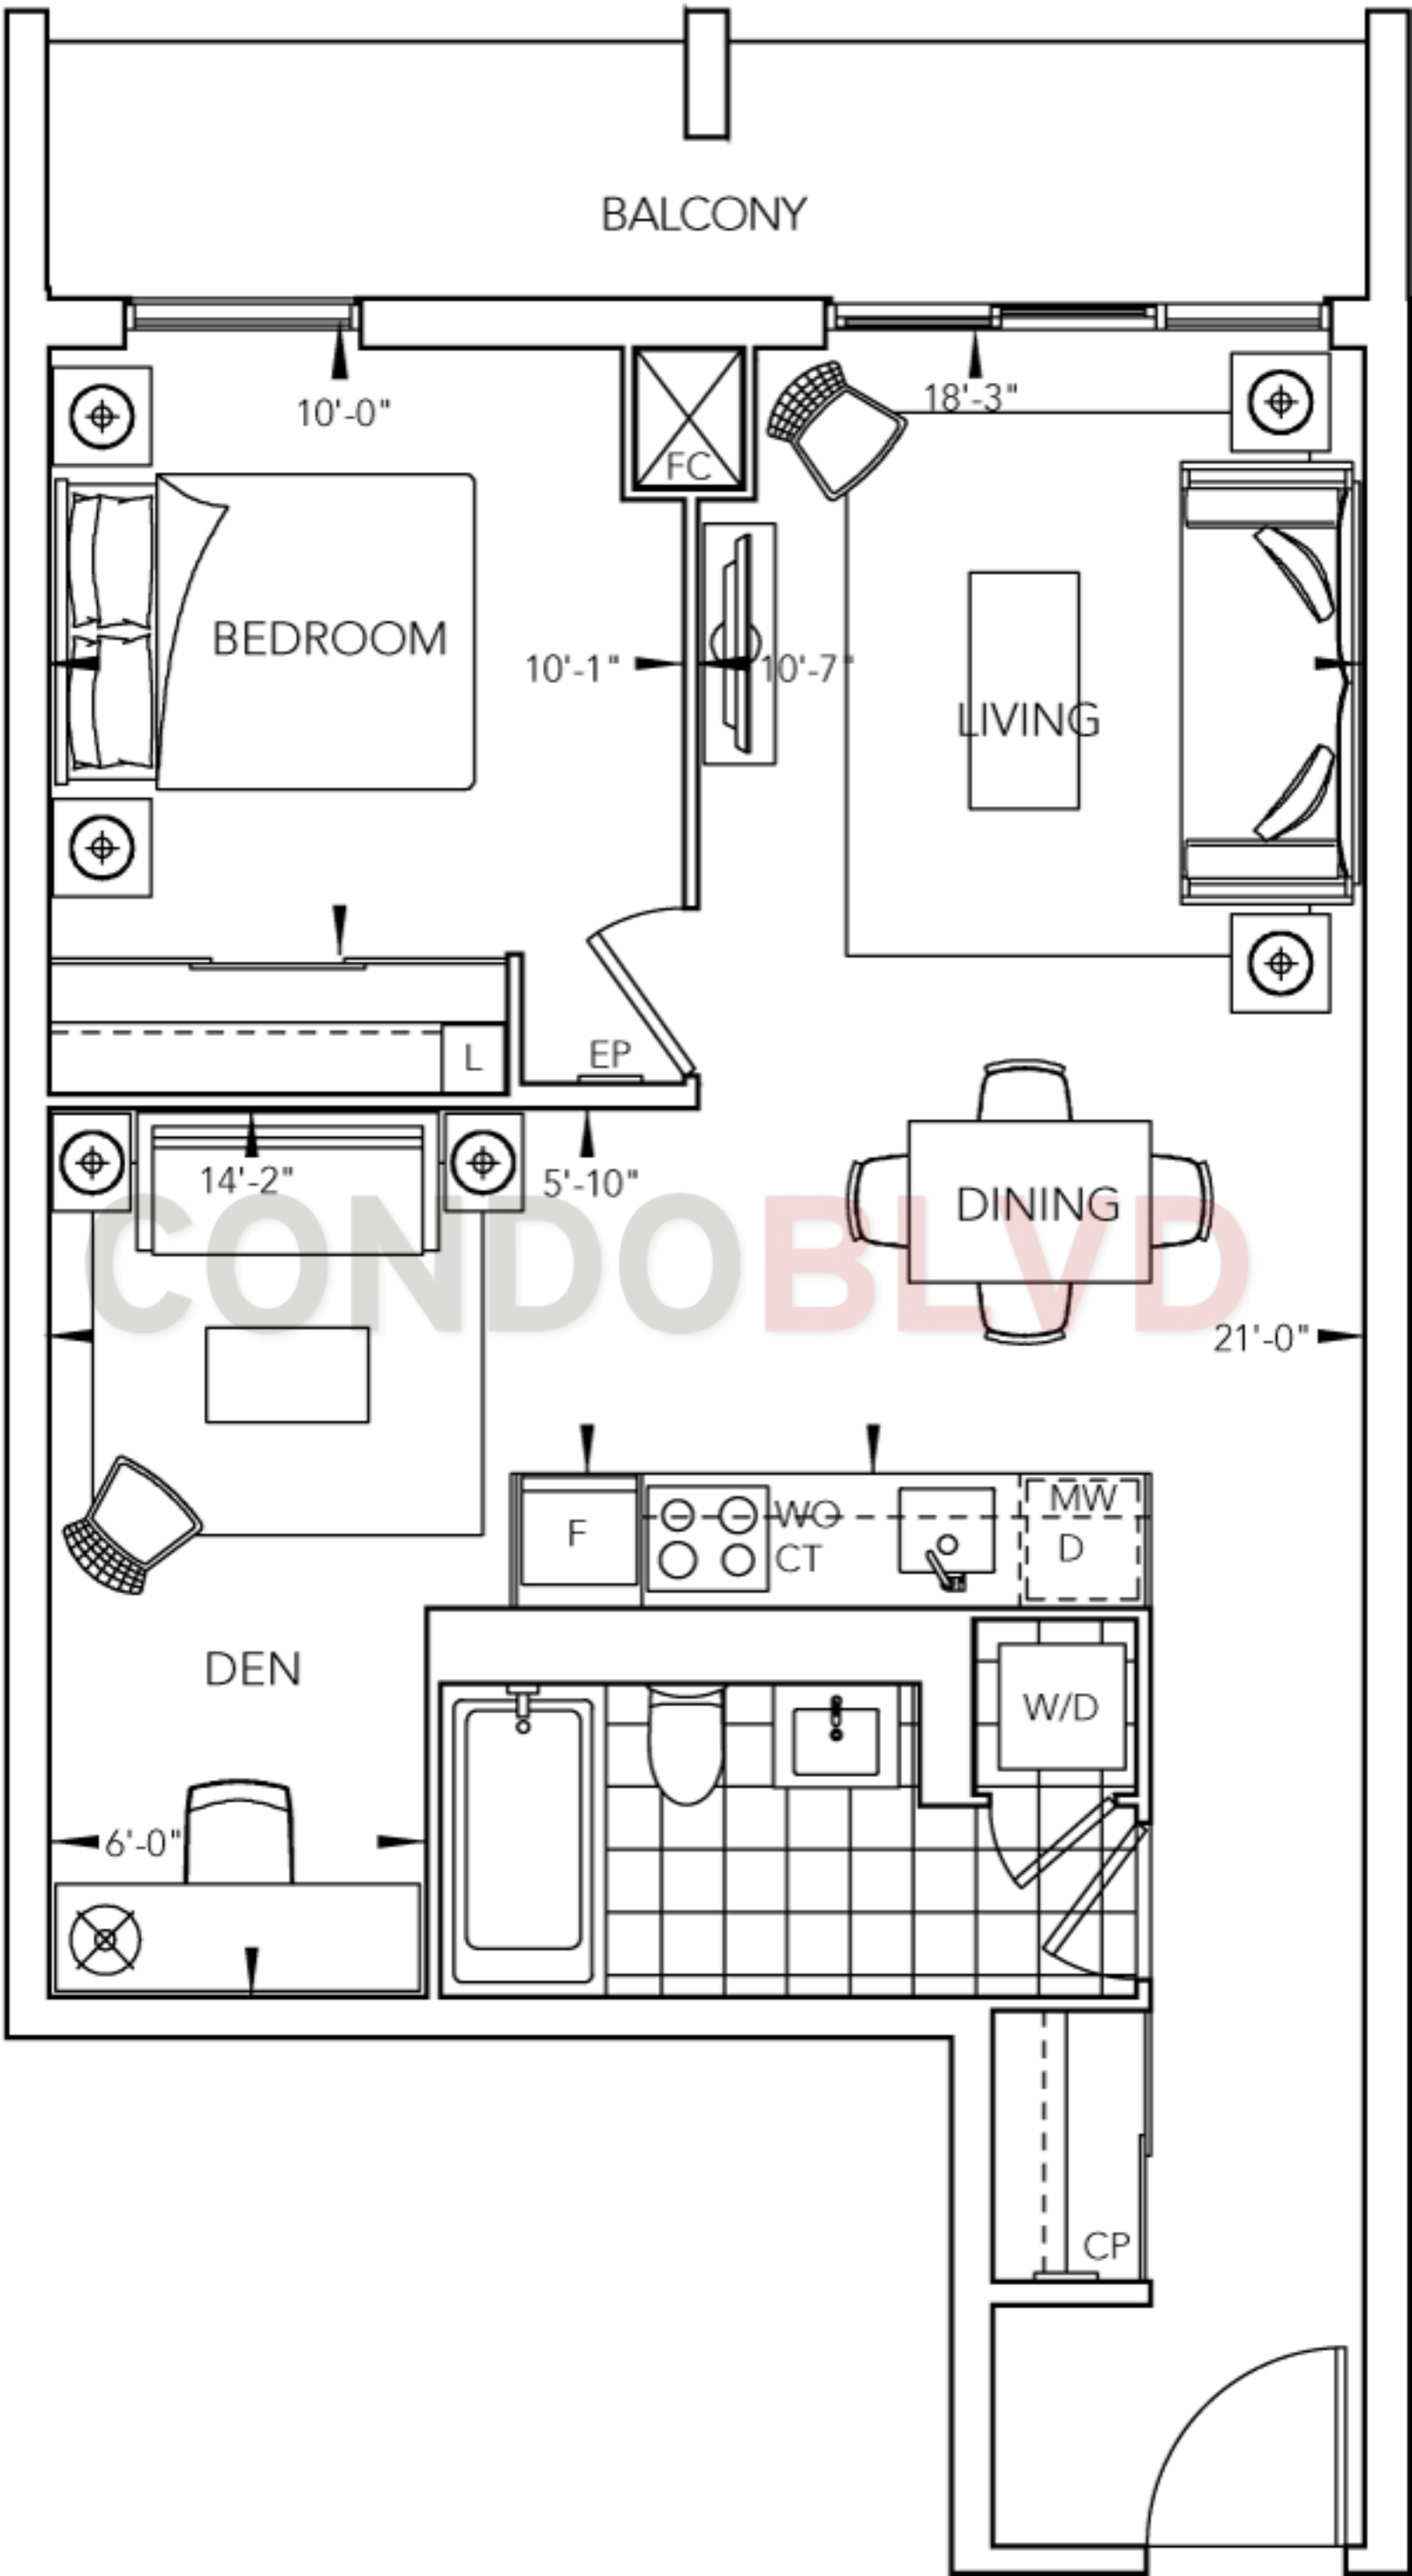 BALCONY
10'-0"
18'-3"
FC
BEDROOM
10'-1"
10'-7"
LIVING
L
EP
14'-2"
5'-10"
DINING
CONDOBLVD
21'-0"
F
WO
CT
MW
D
DEN
W/D
6'-0"
CP